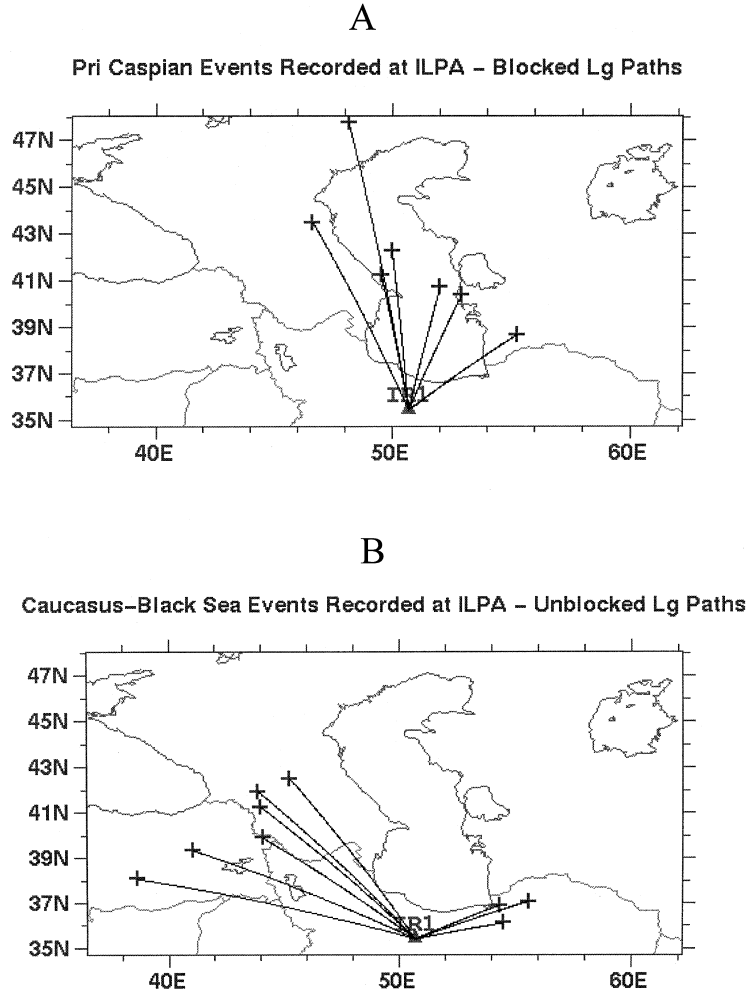 A
Pri Caspian Events Recorded at ILPA – Blocked Lg Paths
47N
45N
43N
41N
39N
37N
35N
IR1
40E 50E 60E
B
Caucasus–Black Sea Events Recorded at ILPA – Unblocked Lg Paths
47N
45N
43N
41N
39N
37N
35N
IR1
40E 50E 60E